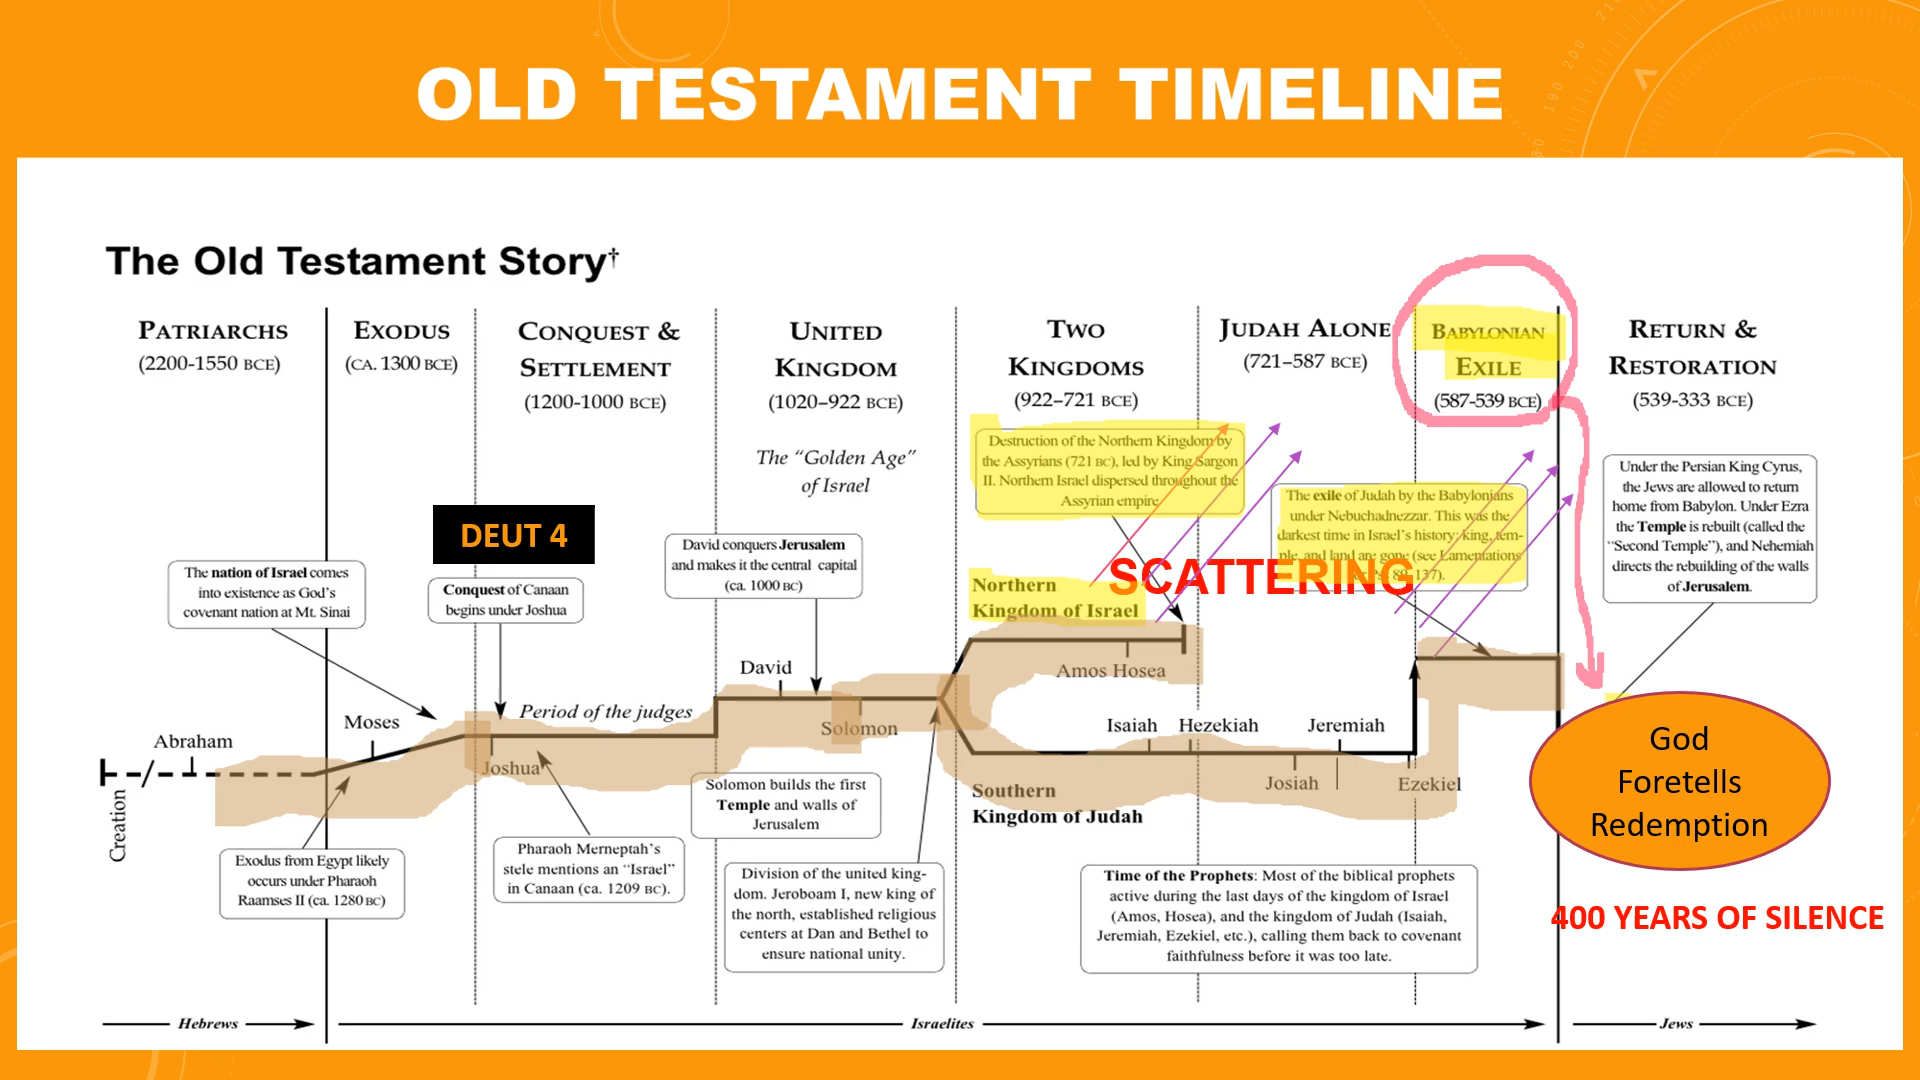 OLD TESTAMENT TIMELINE
The Old Testament Story†
PATRIARCHS
(2200-1550 BCE)
EXODUS
(CA. 1300 BCE)
CONQUEST &
SETTLEMENT
(1200-1000 BCE)
UNITED
KINGDOM
(1020–922 BCE)
The “Golden Age”
of Israel
TWO
KINGDOMS
(922–721 BCE)
JUDAH ALONE
(721–587 BCE)
BABYLONIAN
EXILE
(587-539 BCE)
RETURN &
RESTORATION
(539-333 BCE)
Destruction of the Northern Kingdom by
the Assyrians (721 BC), led by King Sargon
II. Northern Israel dispersed throughout the
Assyrian empire
The exile of Judah by the Babylonians
under Nebuchadnezzar. This was the
darkest time in Israel’s history: king, tem-
ple, and land are gone (see Lamentations
89, 137).
Under the Persian King Cyrus,
the Jews are allowed to return
home from Babylon. Under Ezra
the Temple is rebuilt (called the
“Second Temple”), and Nehemiah
directs the rebuilding of the walls
of Jerusalem.
DEUT 4
SCATTERING
The nation of Israel comes
into existence as God’s
covenant nation at Mt. Sinai
Conquest of Canaan
begins under Joshua
David conquers Jerusalem
and makes it the central capital
(ca. 1000 BC)
Northern
Kingdom of Israel
Amos Hosea
David
Solomon
Period of the judges
Moses
Abraham
Joshua
Isaiah
Hezekiah
Jeremiah
Josiah
Ezekiel
Creation
Southern
Kingdom of Judah
Solomon builds the first
Temple and walls of
Jerusalem
Exodus from Egypt likely
occurs under Pharaoh
Raamses II (ca. 1280 BC)
Pharaoh Merneptah’s
stele mentions an “Israel”
in Canaan (ca. 1209 BC).
Division of the united king-
dom. Jeroboam I, new king of
the north, established religious
centers at Dan and Bethel to
ensure national unity.
Time of the Prophets: Most of the biblical prophets
active during the last days of the kingdom of Israel
(Amos, Hosea), and the kingdom of Judah (Isaiah,
Jeremiah, Ezekiel, etc.), calling them back to covenant
faithfulness before it was too late.
God
Foretells
Redemption
400 YEARS OF SILENCE
Hebrews
Israelites
Jews